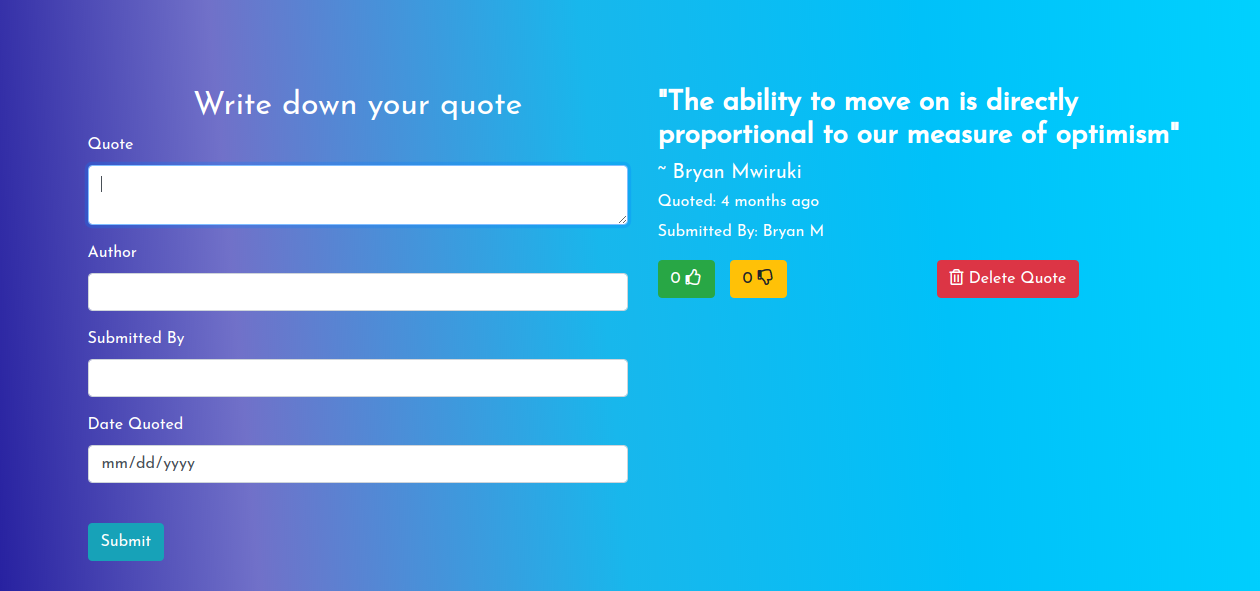 Write down your quote
Quote
Author
Submitted By
Date Quoted
mm/dd/yyyy
Submit
"The ability to move on is directly
proportional to our measure of optimism"
~ Bryan Mwiruki
Quoted: 4 months ago
Submitted By: Bryan M
0
0
Delete Quote